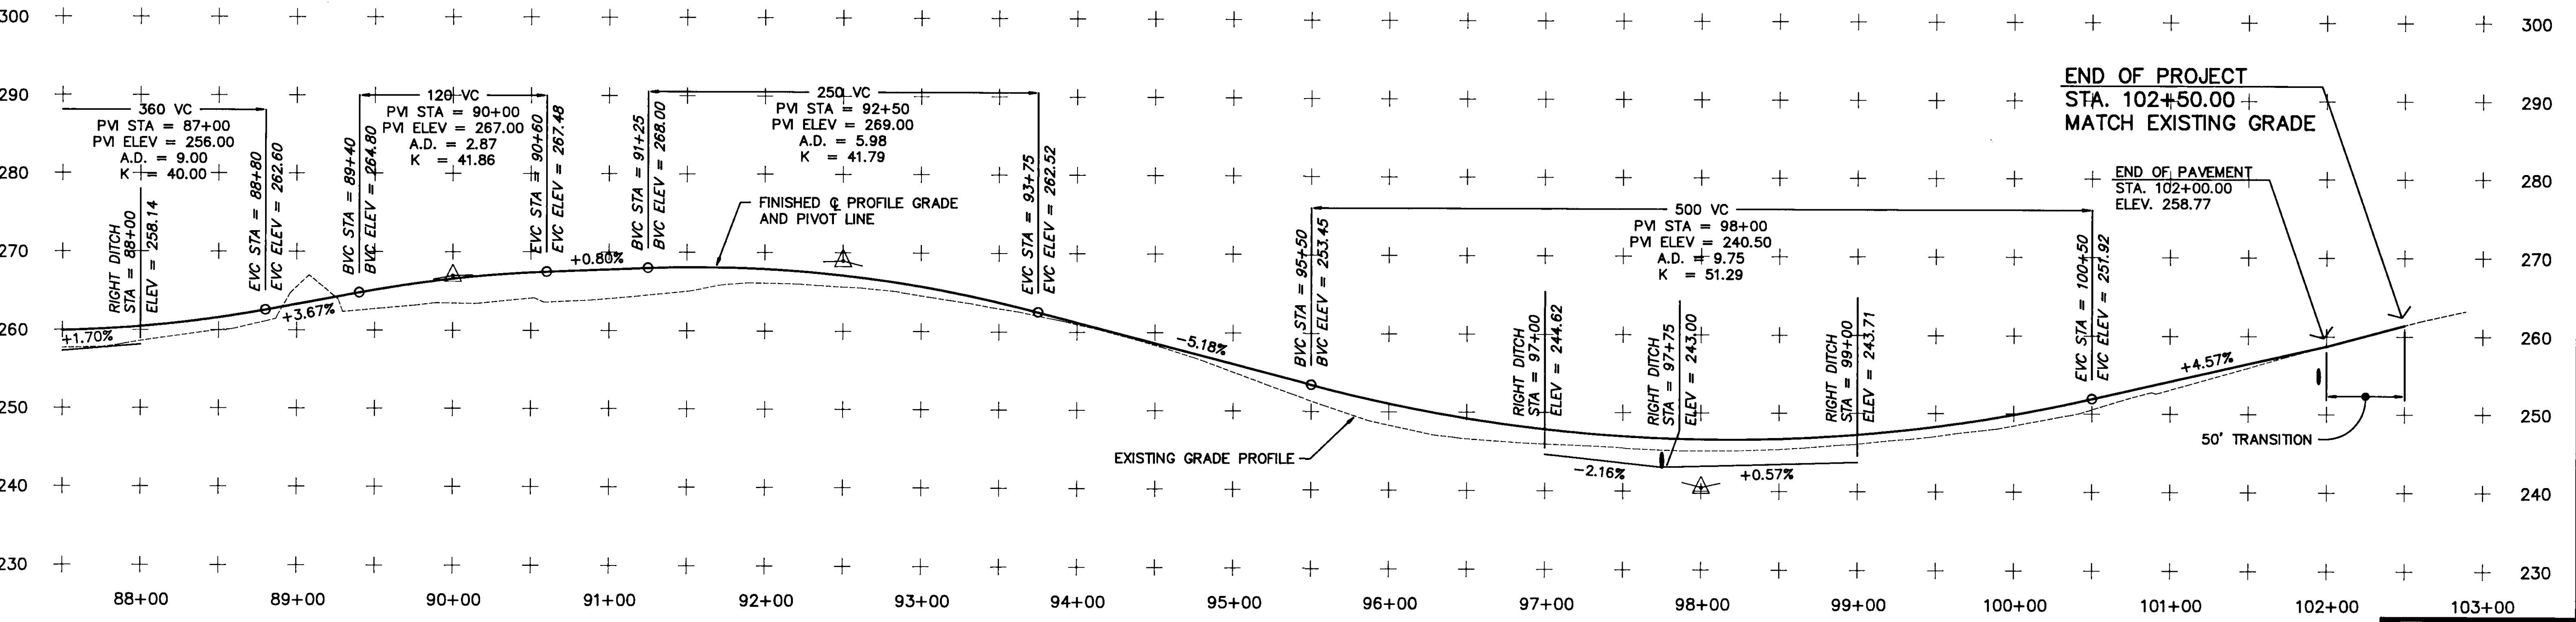 300
300
290
290
280
280
270
270
260
260
250
250
240
240
230
230
360 VC
PVI STA = 87+00
PVI ELEV = 256.00
A.D. = 9.00
K = 40.00
RIGHT DITCH
STA = 88+00
ELEV = 258.14
+1.70%
EVC STA = 88+80
EVC ELEV = 262.60
+3.67%
BVC STA = 89+40
BVC ELEV = 264.80
120 VC
PVI STA = 90+00
PVI ELEV = 267.00
A.D. = 2.87
K = 41.86
EVC STA = 90+60
EVC ELEV = 267.48
+0.80%
BVC STA = 91+25
BVC ELEV = 268.00
250 VC
PVI STA = 92+50
PVI ELEV = 269.00
A.D. = 5.98
K = 41.79
FINISHED ℄ PROFILE GRADE
AND PIVOT LINE
EVC STA = 93+75
EVC ELEV = 262.52
-5.18%
EXISTING GRADE PROFILE
BVC STA = 95+50
BVC ELEV = 253.45
500 VC
PVI STA = 98+00
PVI ELEV = 240.50
A.D. = 9.75
K = 51.29
RIGHT DITCH
STA = 97+00
ELEV = 244.62
-2.16%
RIGHT DITCH
STA = 97+75
ELEV = 243.00
+0.57%
RIGHT DITCH
STA = 99+00
ELEV = 243.71
EVC STA = 100+50
EVC ELEV = 251.92
+4.57%
END OF PROJECT
STA. 102+50.00
MATCH EXISTING GRADE
END OF PAVEMENT
STA. 102+00.00
ELEV. 258.77
50' TRANSITION
88+00
89+00
90+00
91+00
92+00
93+00
94+00
95+00
96+00
97+00
98+00
99+00
100+00
101+00
102+00
103+00